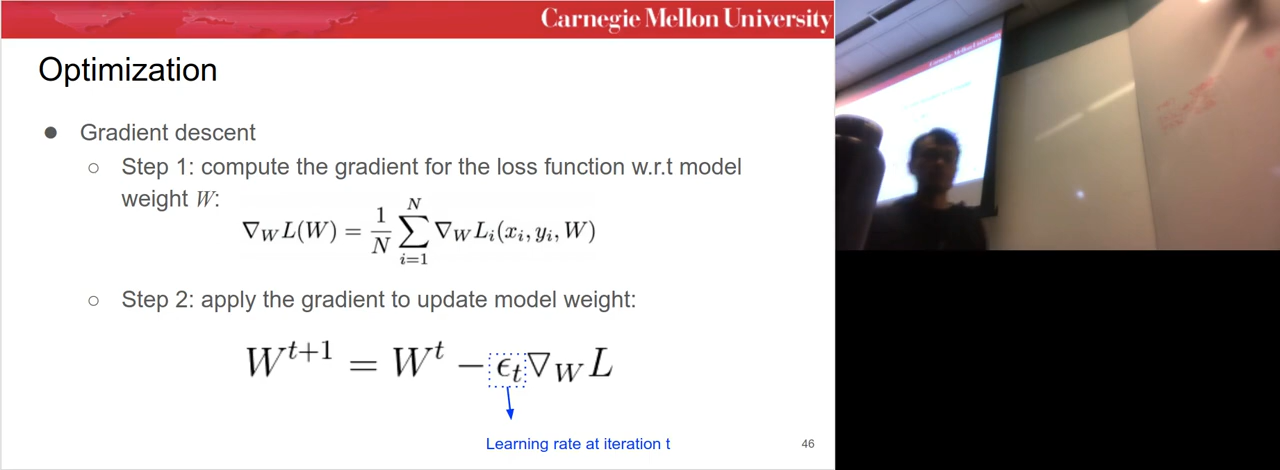 Carnegie Mellon University
Optimization
● Gradient descent
○ Step 1: compute the gradient for the loss function w.r.t model
weight W:
∇_W L(W) = \frac{1}{N} \sum_{i=1}^{N} ∇_W L_i(x_i, y_i, W)
○ Step 2: apply the gradient to update model weight:
W^{t+1} = W^t − ϵ_t ∇_W L
Learning rate at iteration t
46